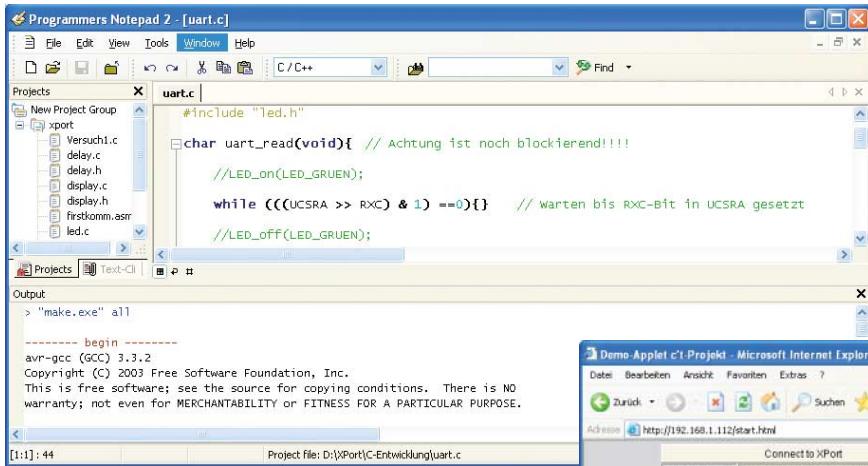 Programmers Notepad 2 - [uart.c]
File Edit View Tools Window Help
C / C++
Find
Projects
uart.c
New Project Group
xport
Versuch1.c
delay.c
delay.h
display.c
display.h
firstkomm.asm
led.c
Projects Text-Cli
#include "led.h"
char uart_read(void){ // Achtung ist noch blockierend!!!!
//LED_on(LED_GRUEN);
while (((UCSRA >> RXC) & 1) ==0){} // Warten bis RXC-Bit in UCSRA gesetzt
//LED_off(LED_GRUEN);
Output
> "make.exe" all
-------- begin --------
avr-gcc (GCC) 3.3.2
Copyright (C) 2003 Free Software Foundation, Inc.
This is free software; see the source for copying conditions. There is NO
warranty; not even for MERCHANTABILITY or FITNESS FOR A PARTICULAR PURPOSE.
[1:1] : 44
Project file: D:\XPort\C-Entwicklung\uart.c
Demo-Applet c't-Projekt - Microsoft Internet Explor
Datei Bearbeiten Ansicht Favoriten Extras ?
Zurück Suchen
Adresse http://192.168.1.112/start.html
Connect to XPort